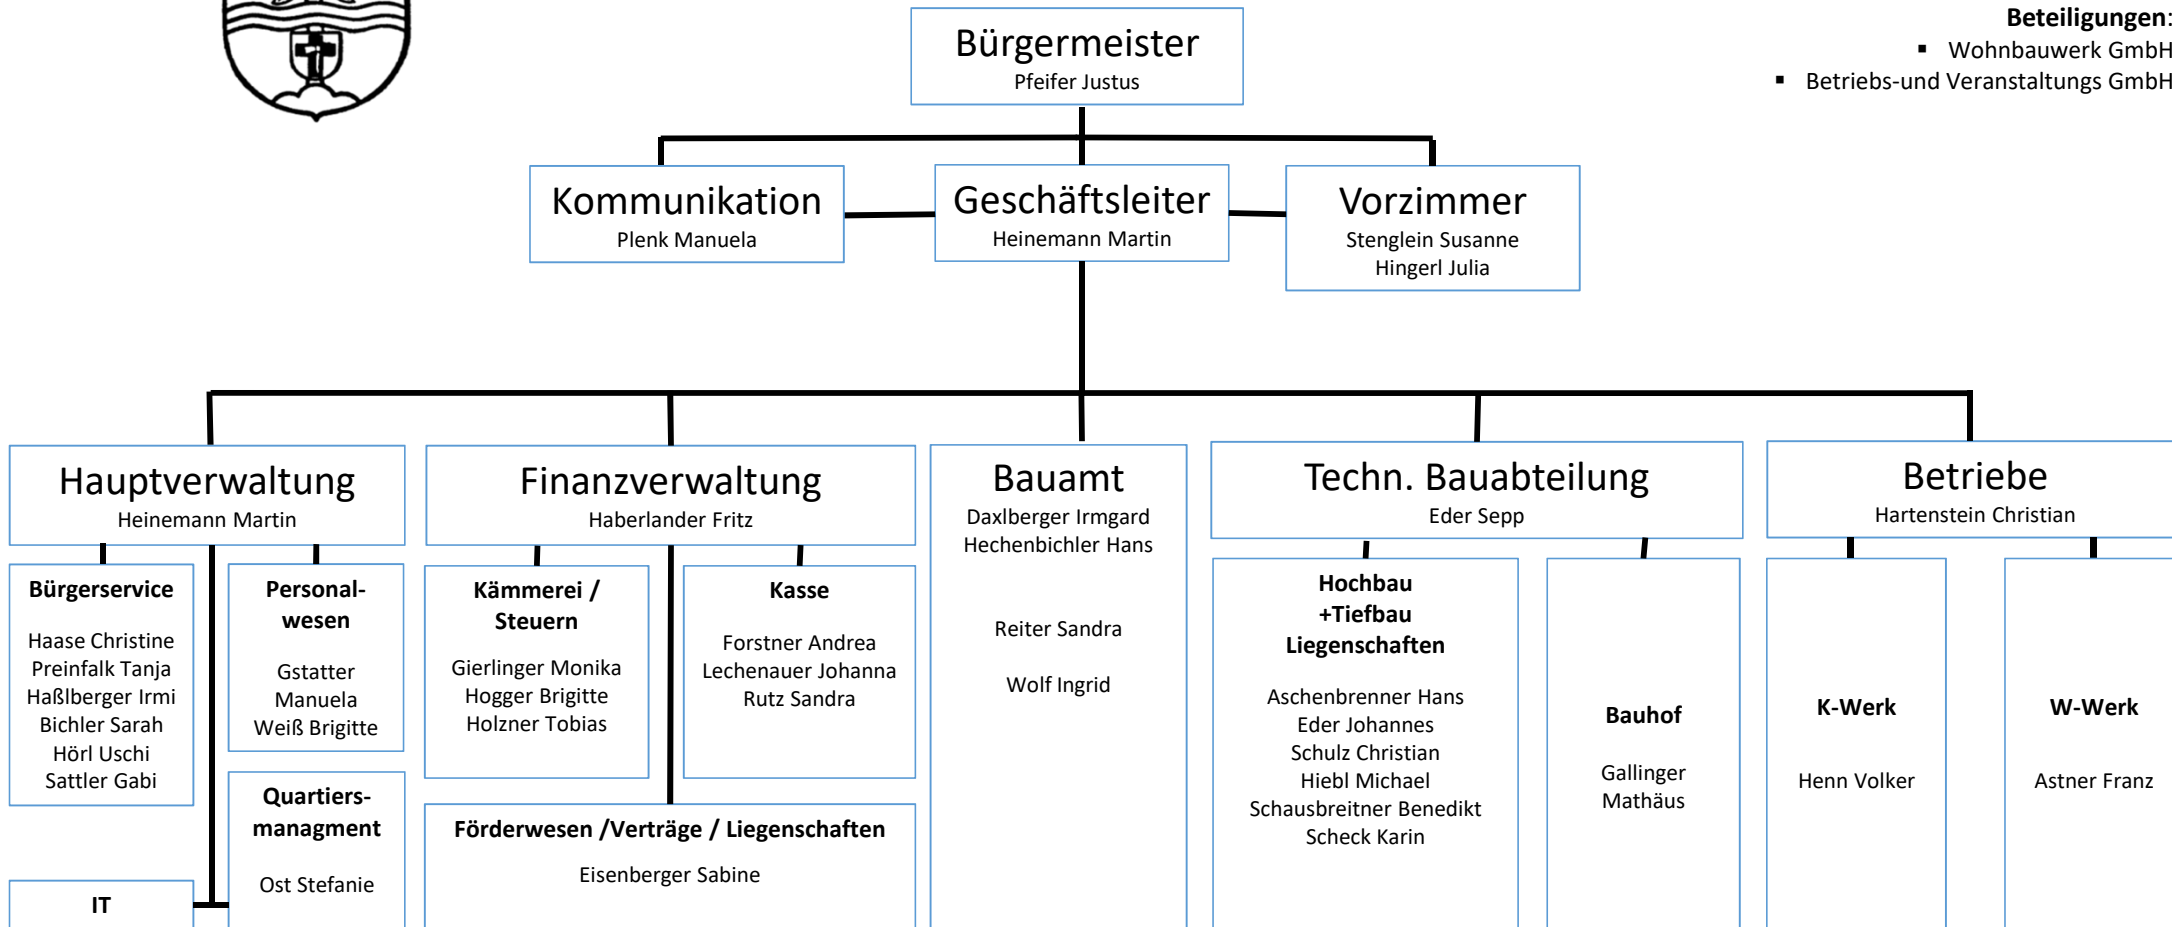 Beteiligungen:
▪ Wohnbauwerk GmbH
▪ Betriebs-und Veranstaltungs GmbH
Bürgermeister
Pfeifer Justus
Kommunikation
Plenk Manuela
Geschäftsleiter
Heinemann Martin
Vorzimmer
Stenglein Susanne
Hingerl Julia
Hauptverwaltung
Heinemann Martin
Bürgerservice
Haase Christine
Preinfalk Tanja
Haßlberger Irmi
Bichler Sarah
Hörl Uschi
Sattler Gabi
Personal-
wesen
Gstatter
Manuela
Weiß Brigitte
Quartiers-
managment
Ost Stefanie
IT
Finanzverwaltung
Haberlander Fritz
Kämmerei /
Steuern
Gierlinger Monika
Hogger Brigitte
Holzner Tobias
Kasse
Forstner Andrea
Lechenauer Johanna
Rutz Sandra
Förderwesen /Verträge / Liegenschaften
Eisenberger Sabine
Bauamt
Daxlberger Irmgard
Hechenbichler Hans
Reiter Sandra
Wolf Ingrid
Techn. Bauabteilung
Eder Sepp
Hochbau
+Tiefbau
Liegenschaften
Aschenbrenner Hans
Eder Johannes
Schulz Christian
Hiebl Michael
Schausbreitner Benedikt
Scheck Karin
Bauhof
Gallinger
Mathäus
Betriebe
Hartenstein Christian
K-Werk
Henn Volker
W-Werk
Astner Franz